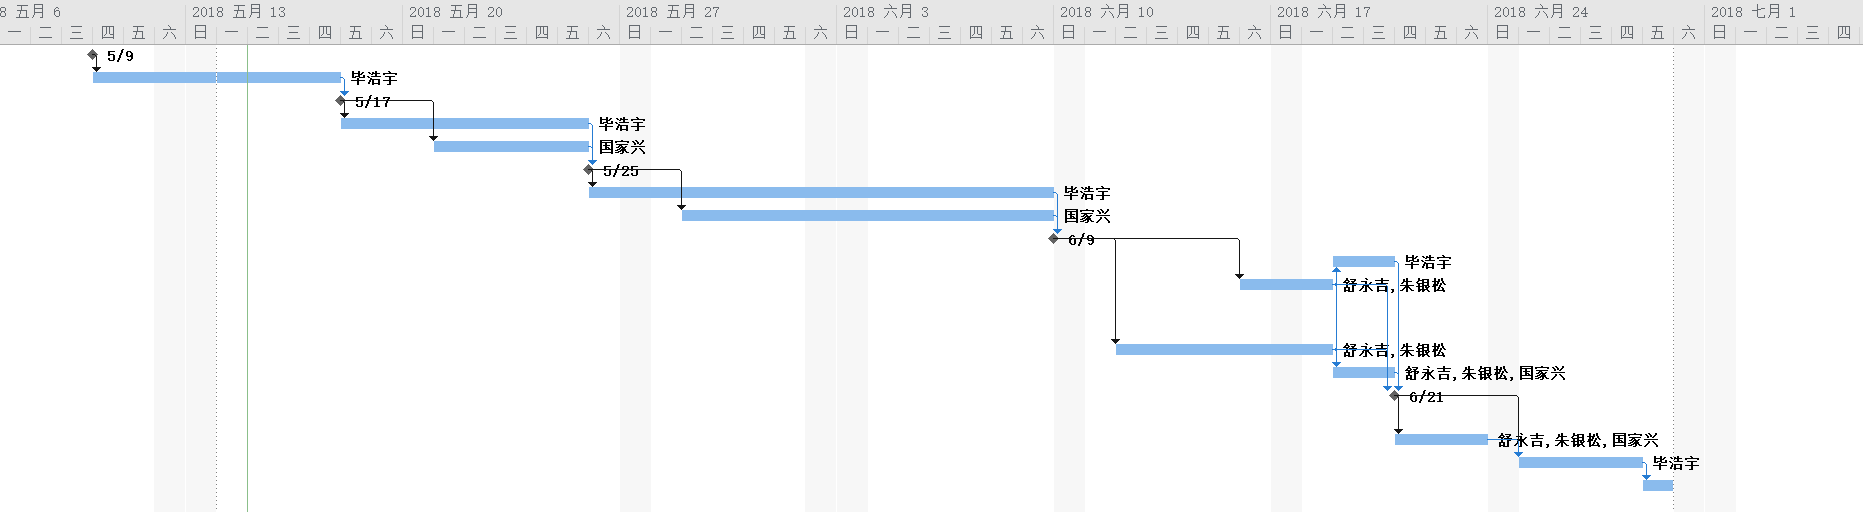 8 五月 6 2018 五月 13 2018 五月 20 2018 五月 27 2018 六月 3 2018 六月 10 2018 六月 17 2018 六月 24 2018 七月 1
一 二 三 四 五 六 日 一 二 三 四 五 六 日 一 二 三 四 五 六 日 一 二 三 四 五 六 日 一 二 三 四 五 六 日 一 二 三 四 五 六 日 一 二 三 四 五 六 日 一 二 三 四 五 六 日 一 二 三 四
5/9
毕浩宇
5/17
毕浩宇
国家兴
5/25
毕浩宇
国家兴
6/9
毕浩宇
舒永吉,朱银松
舒永吉,朱银松
舒永吉,朱银松,国家兴
6/21
舒永吉,朱银松,国家兴
毕浩宇